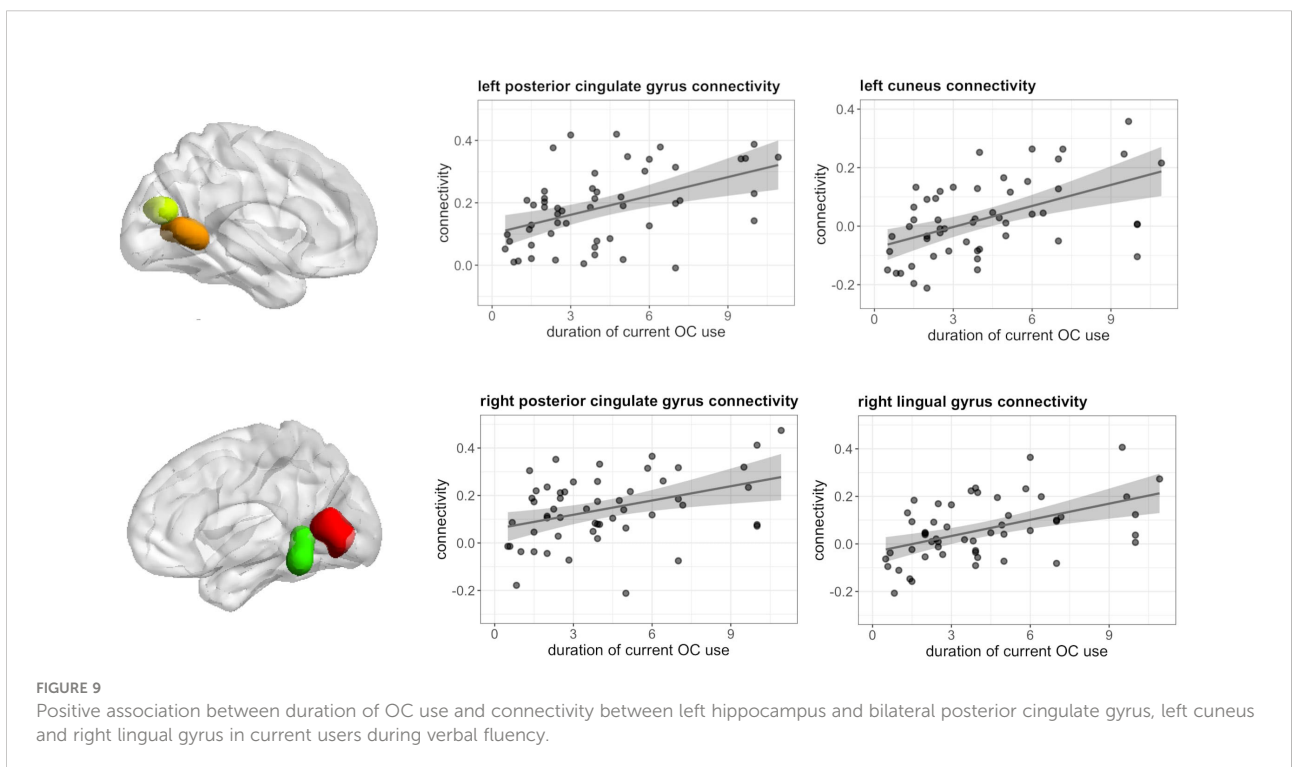 left posterior cingulate gyrus connectivity
connectivity
0.4
0.2
0.0
0
3
6
9
duration of current OC use
left cuneus connectivity
connectivity
0.4
0.2
0.0
-0.2
0
3
6
9
duration of current OC use
right posterior cingulate gyrus connectivity
connectivity
0.4
0.2
0.0
-0.2
0
3
6
9
duration of current OC use
right lingual gyrus connectivity
connectivity
0.4
0.2
0.0
-0.2
0
3
6
9
duration of current OC use
FIGURE 9
Positive association between duration of OC use and connectivity between left hippocampus and bilateral posterior cingulate gyrus, left cuneus
and right lingual gyrus in current users during verbal fluency.